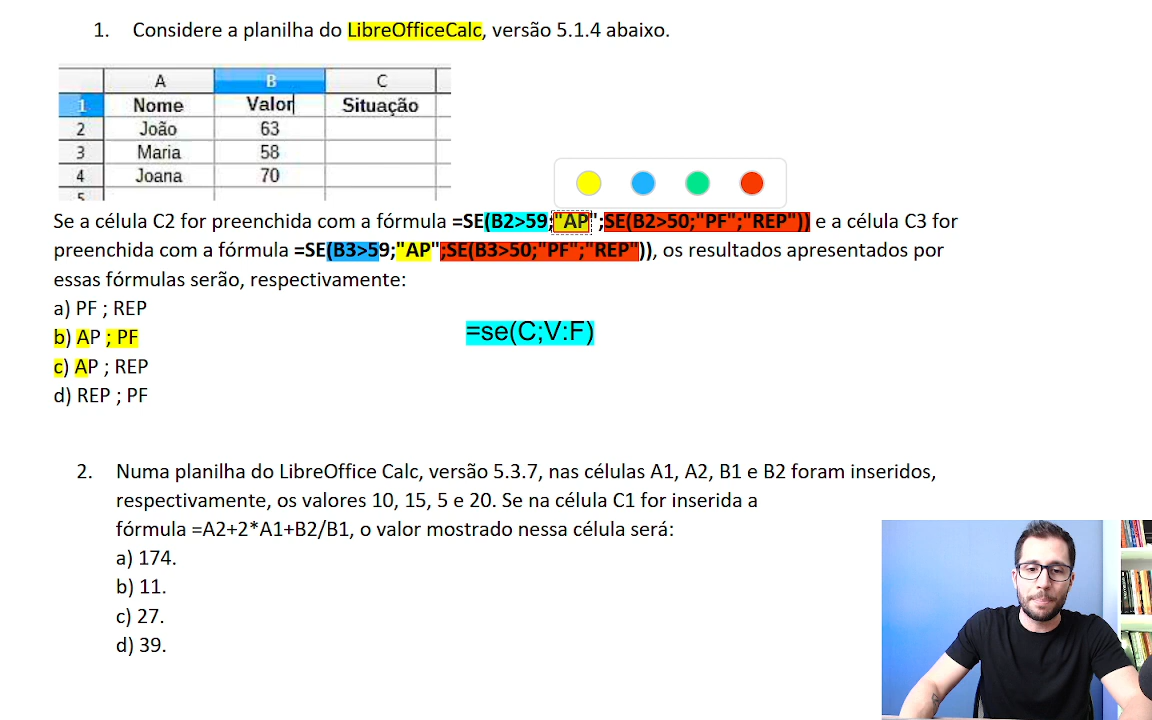 1. Considere a planilha do LibreOfficeCalc, versão 5.1.4 abaixo.
A B C
1 Nome Valor Situação
2 João 63
3 Maria 58
4 Joana 70
5
Se a célula C2 for preenchida com a fórmula =SE(B2>59;"AP";SE(B2>50;"PF";"REP")) e a célula C3 for
preenchida com a fórmula =SE(B3>59;"AP";SE(B3>50;"PF";"REP")), os resultados apresentados por
essas fórmulas serão, respectivamente:
a) PF ; REP
b) AP ; PF
=se(C;V:F)
c) AP ; REP
d) REP ; PF
2. Numa planilha do LibreOffice Calc, versão 5.3.7, nas células A1, A2, B1 e B2 foram inseridos,
respectivamente, os valores 10, 15, 5 e 20. Se na célula C1 for inserida a
fórmula =A2+2*A1+B2/B1, o valor mostrado nessa célula será:
a) 174.
b) 11.
c) 27.
d) 39.